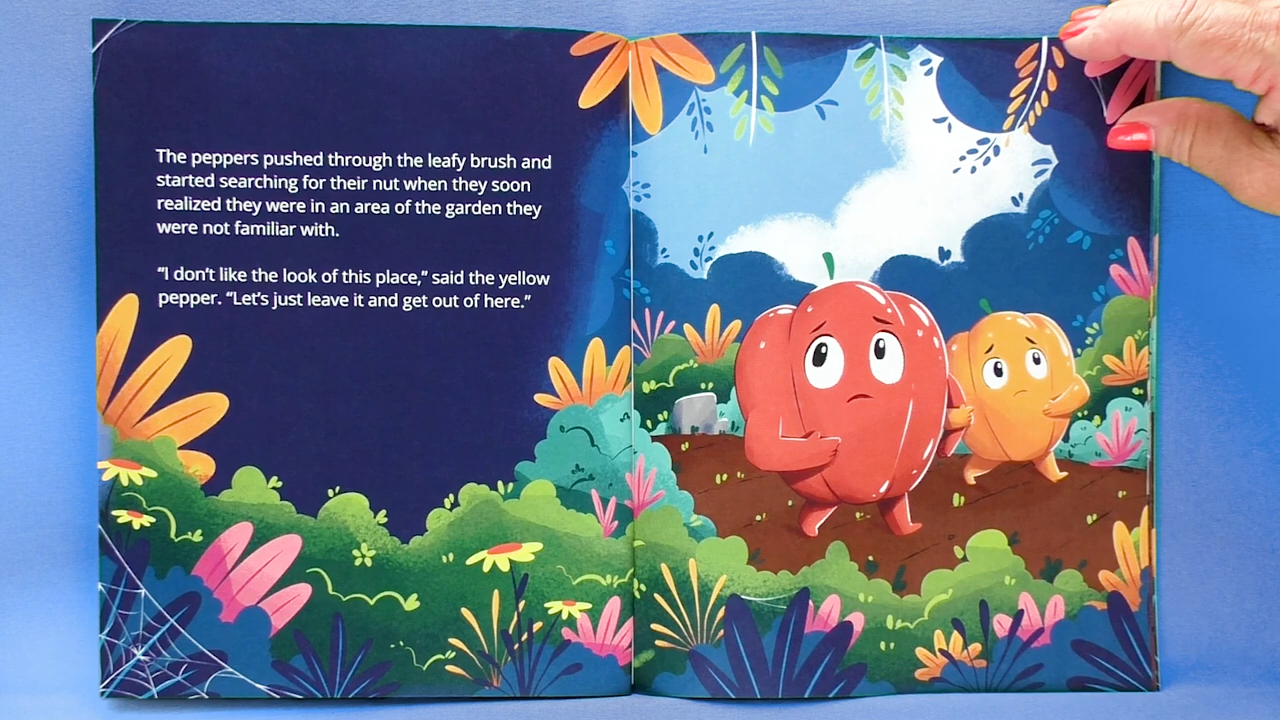 The peppers pushed through the leafy brush and
started searching for their nut when they soon
realized they were in an area of the garden they
were not familiar with.
“I don’t like the look of this place,” said the yellow
pepper. “Let’s just leave it and get out of here.”